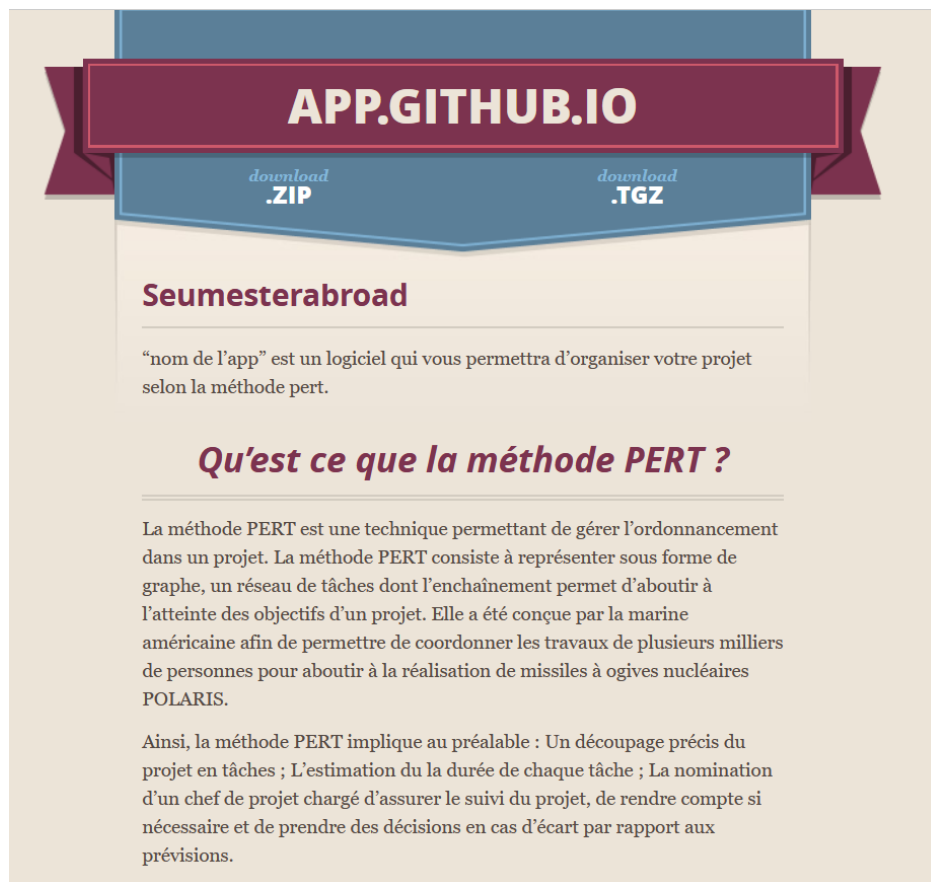 APP.GITHUB.IO
download
.ZIP
download
.TGZ
Seumesterabroad
“nom de l’app” est un logiciel qui vous permettra d’organiser votre projet
selon la méthode pert.
Qu’est ce que la méthode PERT ?
La méthode PERT est une technique permettant de gérer l’ordonnancement
dans un projet. La méthode PERT consiste à représenter sous forme de
graphe, un réseau de tâches dont l’enchaînement permet d’aboutir à
l’atteinte des objectifs d’un projet. Elle a été conçue par la marine
américaine afin de permettre de coordonner les travaux de plusieurs milliers
de personnes pour aboutir à la réalisation de missiles à ogives nucléaires
POLARIS.
Ainsi, la méthode PERT implique au préalable : Un découpage précis du
projet en tâches ; L’estimation du la durée de chaque tâche ; La nomination
d’un chef de projet chargé d’assurer le suivi du projet, de rendre compte si
nécessaire et de prendre des décisions en cas d’écart par rapport aux
prévisions.